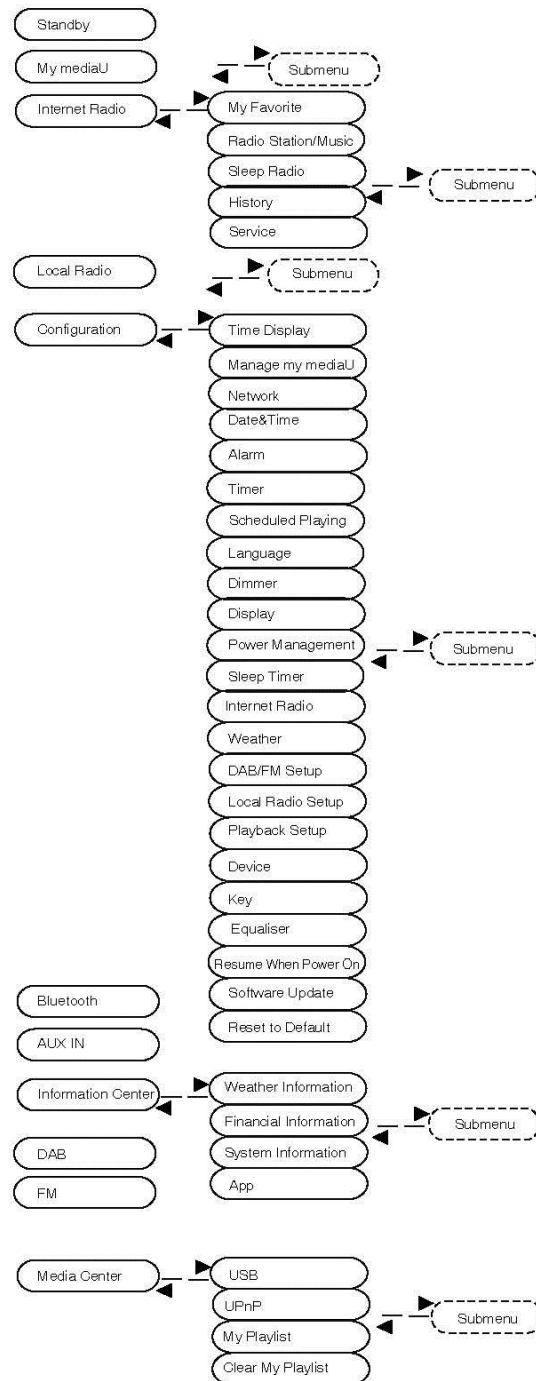 Standby
My mediaU
Submenu
Internet Radio
My Favorite
Radio Station/Music
Sleep Radio
Submenu
History
Service
Local Radio
Submenu
Configuration
Time Display
Manage my mediaU
Network
Date&Time
Alarm
Timer
Scheduled Playing
Language
Dimmer
Display
Power Management
Submenu
Sleep Timer
Internet Radio
Weather
DAB/FM Setup
Local Radio Setup
Playback Setup
Device
Key
Equaliser
Resume When Power On
Software Update
Bluetooth
Reset to Default
AUX IN
Information Center
Weather Information
Financial Information
Submenu
System Information
DAB
App
FM
Media Center
USB
UPnP
Submenu
My Playlist
Clear My Playlist